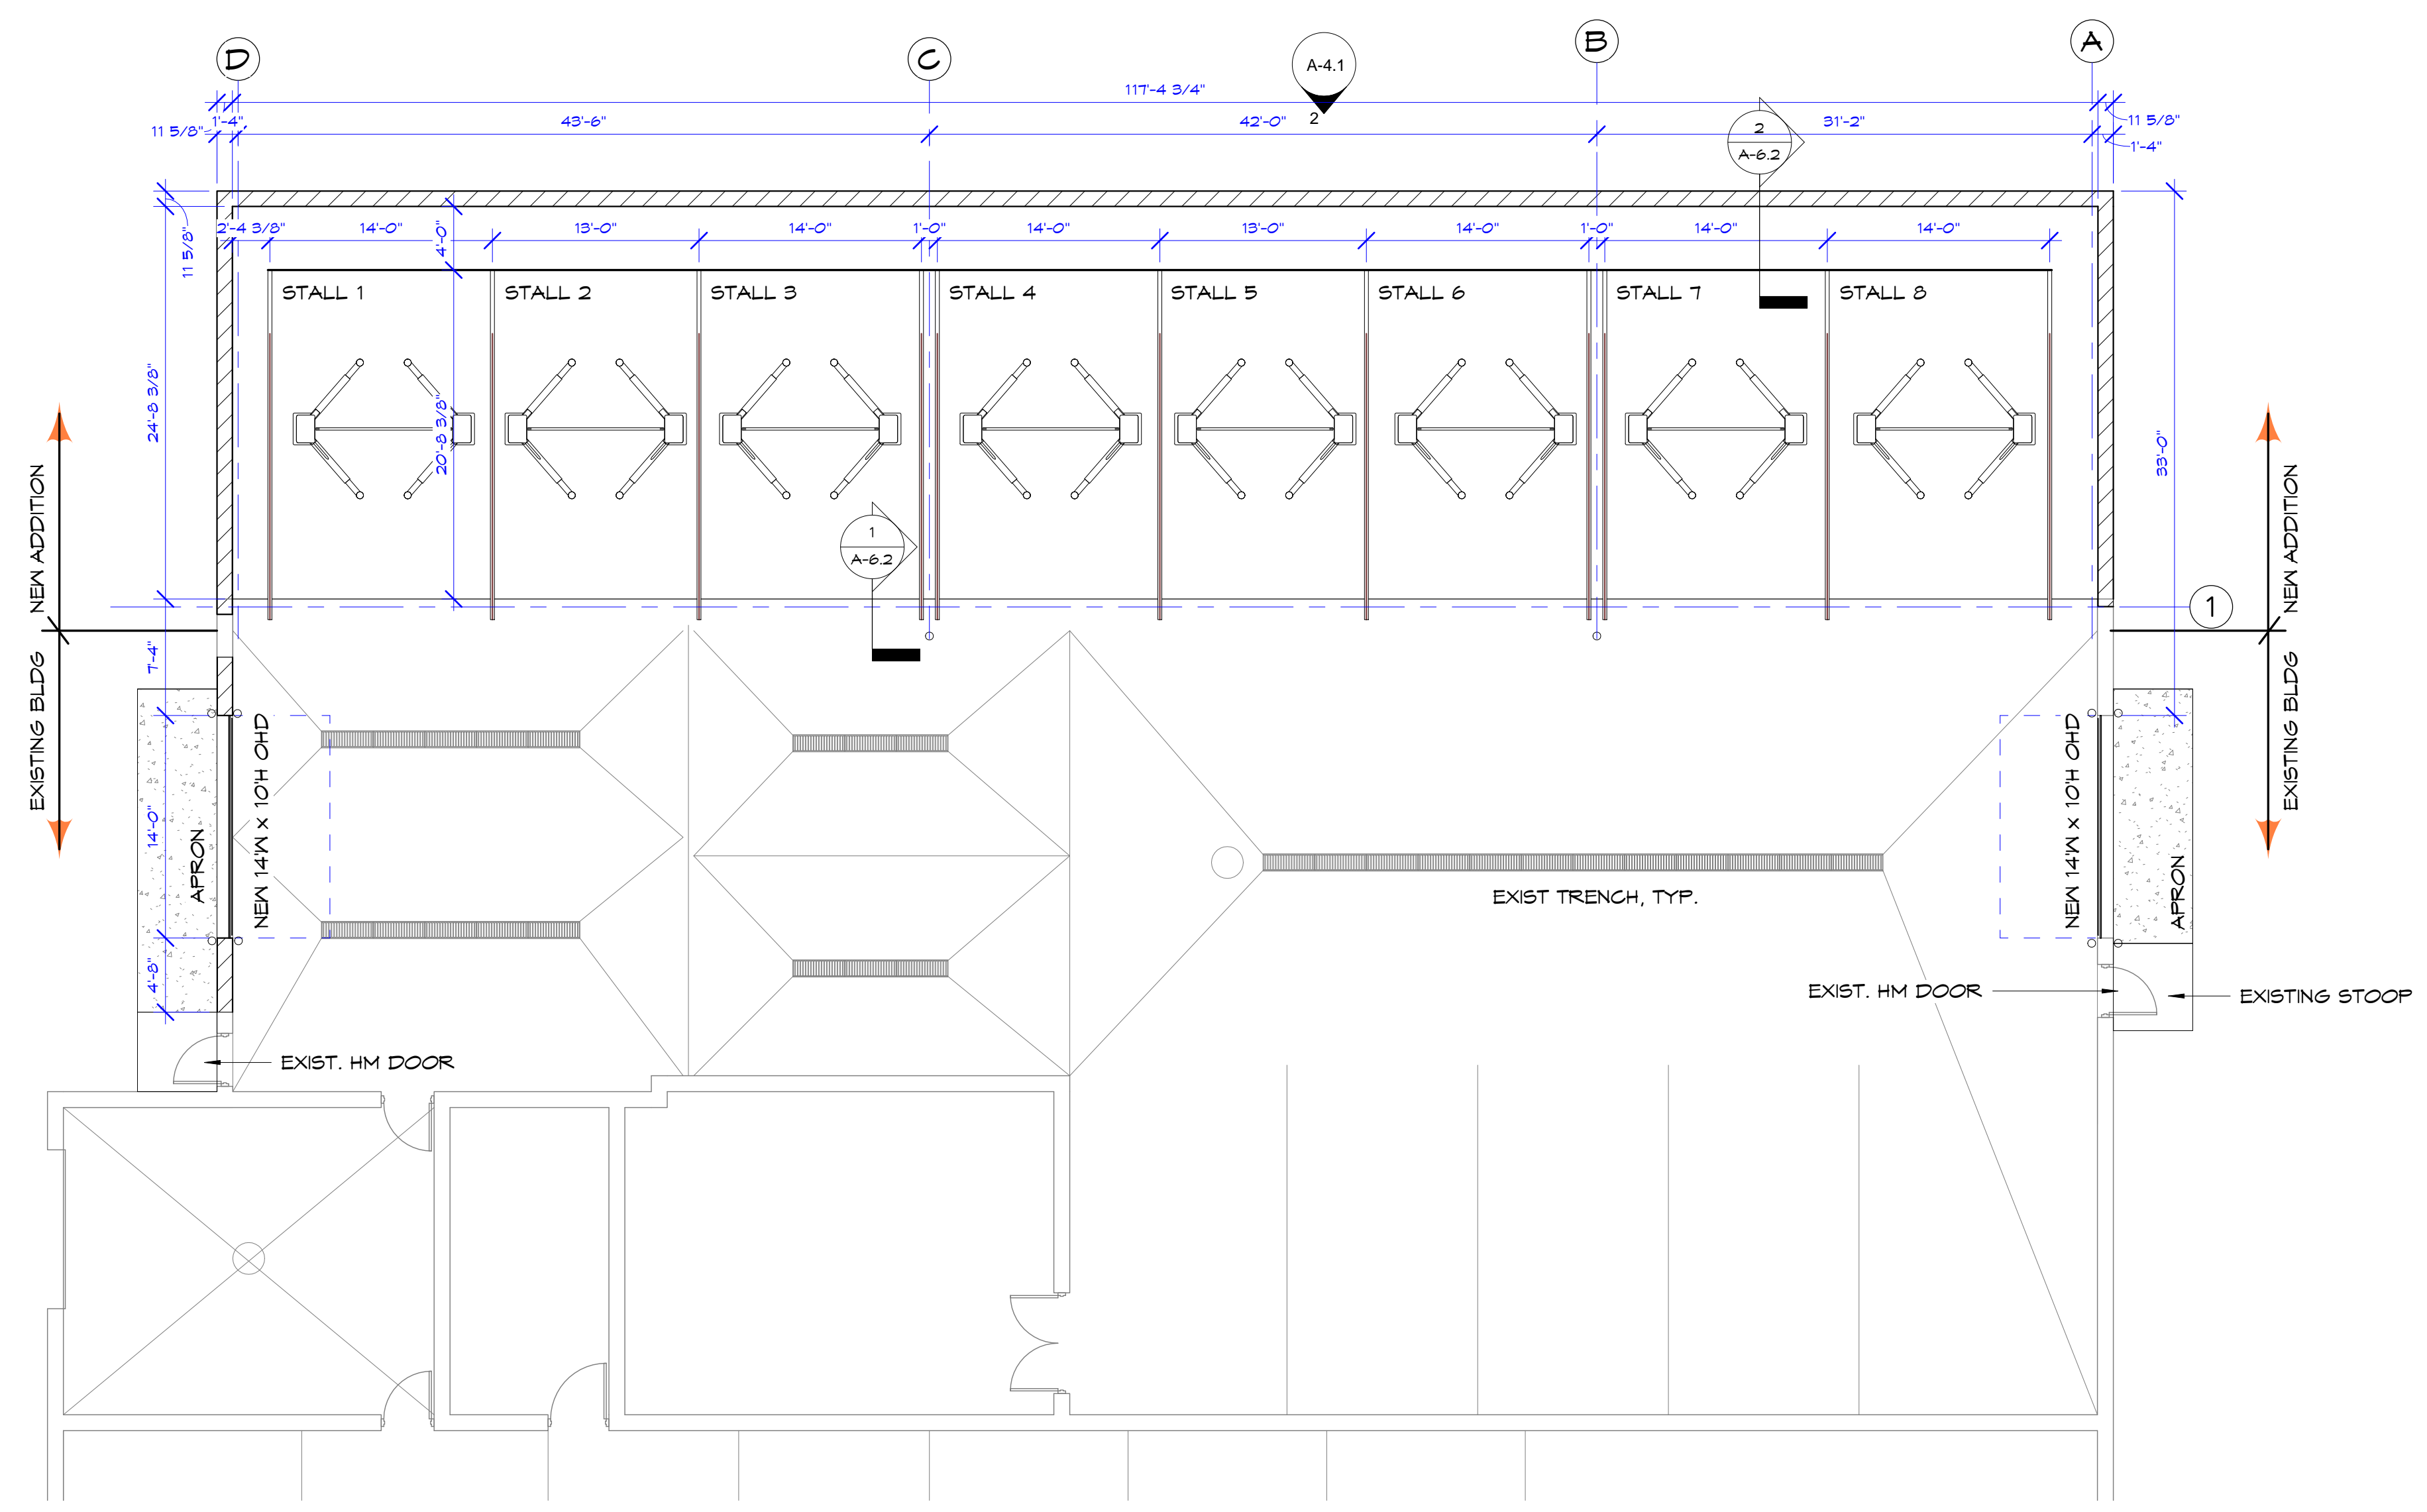 D
C
B
A
A-4.1
2
117'-4 3/4"
11 5/8"
1'-4"
43'-6"
42'-0"
31'-2"
11 5/8"
1'-4"
2
A-6.2
11 5/8"
2'-4 3/8"
14'-0"
13'-0"
14'-0"
1'-0"
14'-0"
13'-0"
14'-0"
1'-0"
14'-0"
14'-0"
4'-0"
STALL 1
STALL 2
STALL 3
STALL 4
STALL 5
STALL 6
STALL 7
STALL 8
24'-8 3/8"
20'-8 3/8"
33'-0"
1
A-6.2
NEW ADDITION
NEW ADDITION
1
EXISTING BLDG
EXISTING BLDG
7'-4"
14'-0"
4'-8"
APRON
NEW 14'W x 10'H OHD
NEW 14'W x 10'H OHD
APRON
EXIST TRENCH, TYP.
EXIST. HM DOOR
EXISTING STOOP
EXIST. HM DOOR